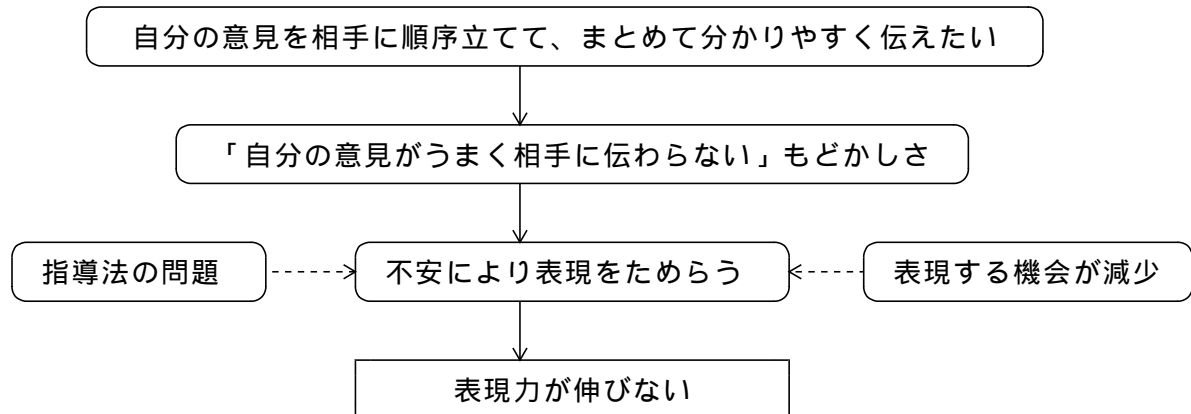 自分の意見を相手に順序立てて、まとめて分かりやすく伝えたい
「自分の意見がうまく相手に伝わらない」もどかしさ
指導法の問題
不安により表現をためらう
表現する機会が減少
表現力が伸びない